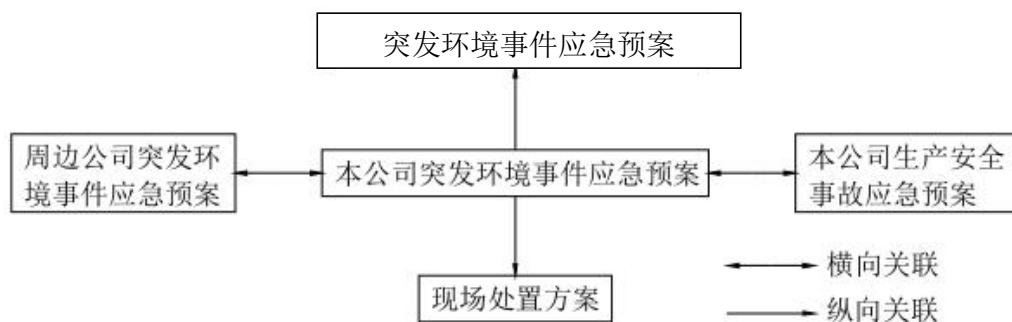 突发环境事件应急预案
周边公司突发环
境事件应急预案
本公司突发环境事件应急预案
本公司生产安全
事故应急预案
现场处置方案
横向关联
纵向关联